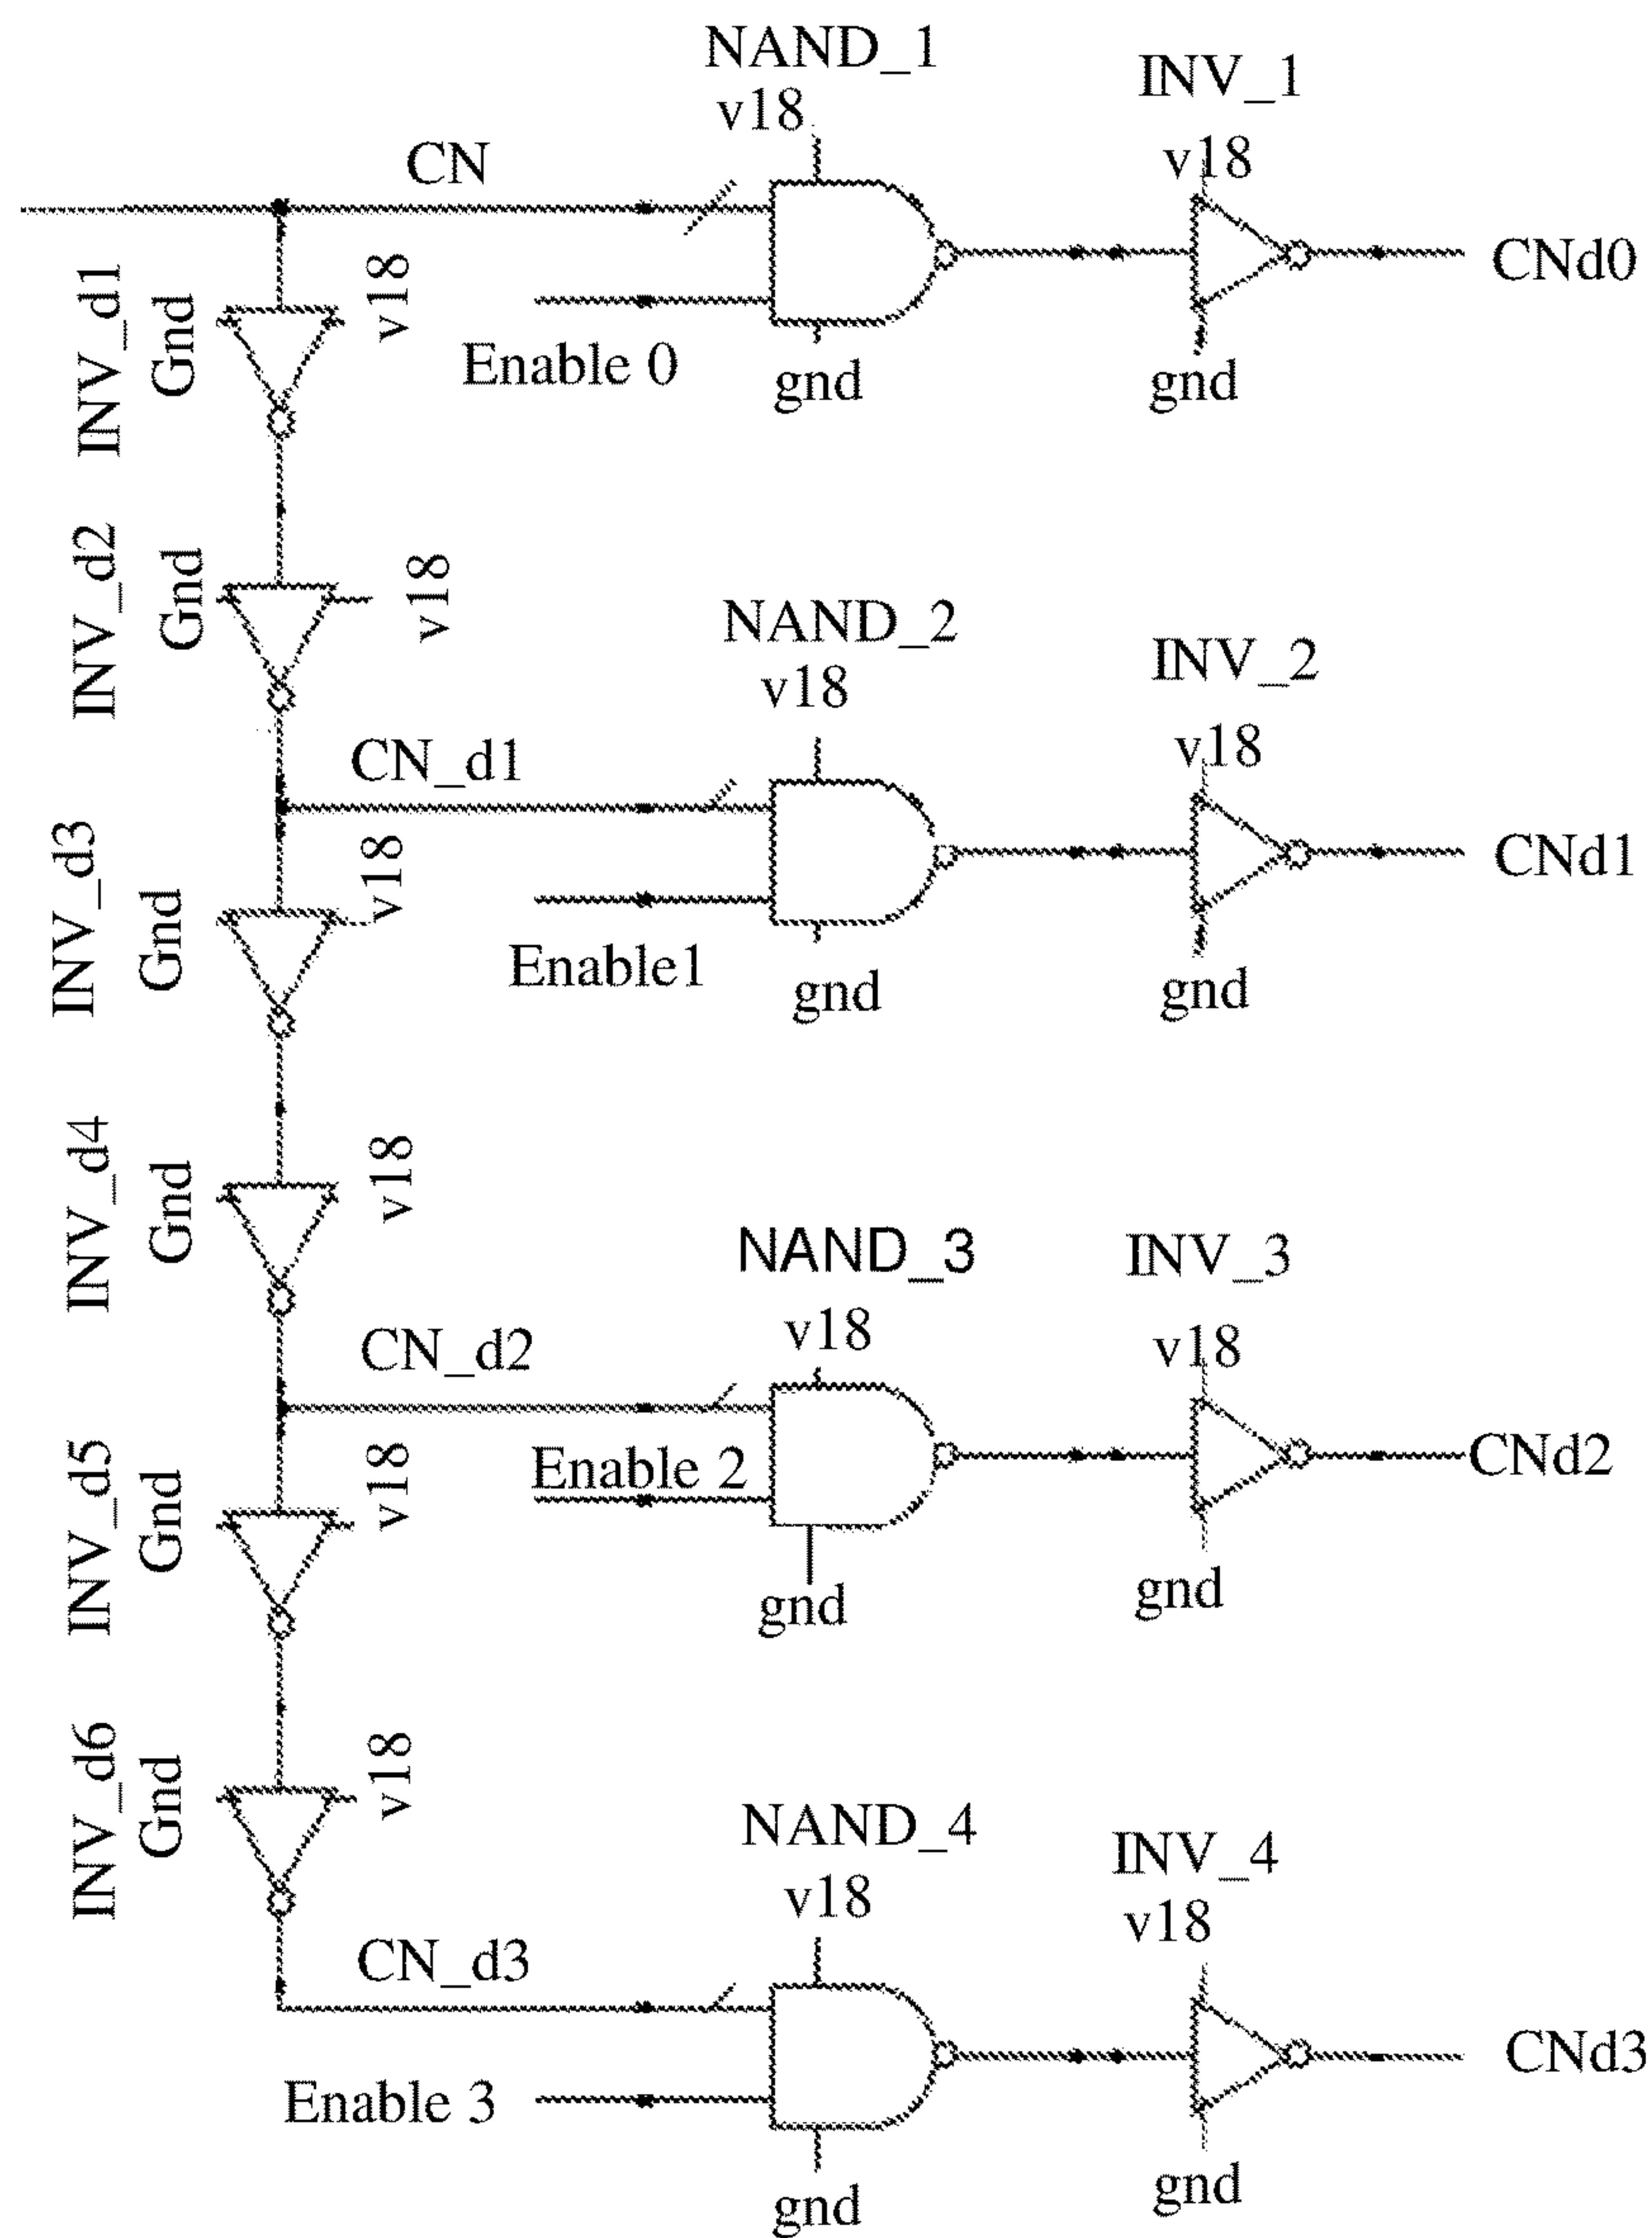 NAND_1
v18
INV_1
v18
CN
CNd0
INV_d1
Gnd
v18
Enable 0
gnd
gnd
INV_d2
Gnd
v18
NAND_2
v18
INV_2
v18
CN_d1
CNd1
INV_d3
Gnd
v18
Enable1
gnd
gnd
INV_d4
Gnd
v18
NAND_3
v18
INV_3
v18
CN_d2
Enable 2
CNd2
INV_d5
Gnd
v18
gnd
gnd
INV_d6
Gnd
v18
NAND_4
v18
INV_4
v18
CN_d3
CNd3
Enable 3
gnd
gnd